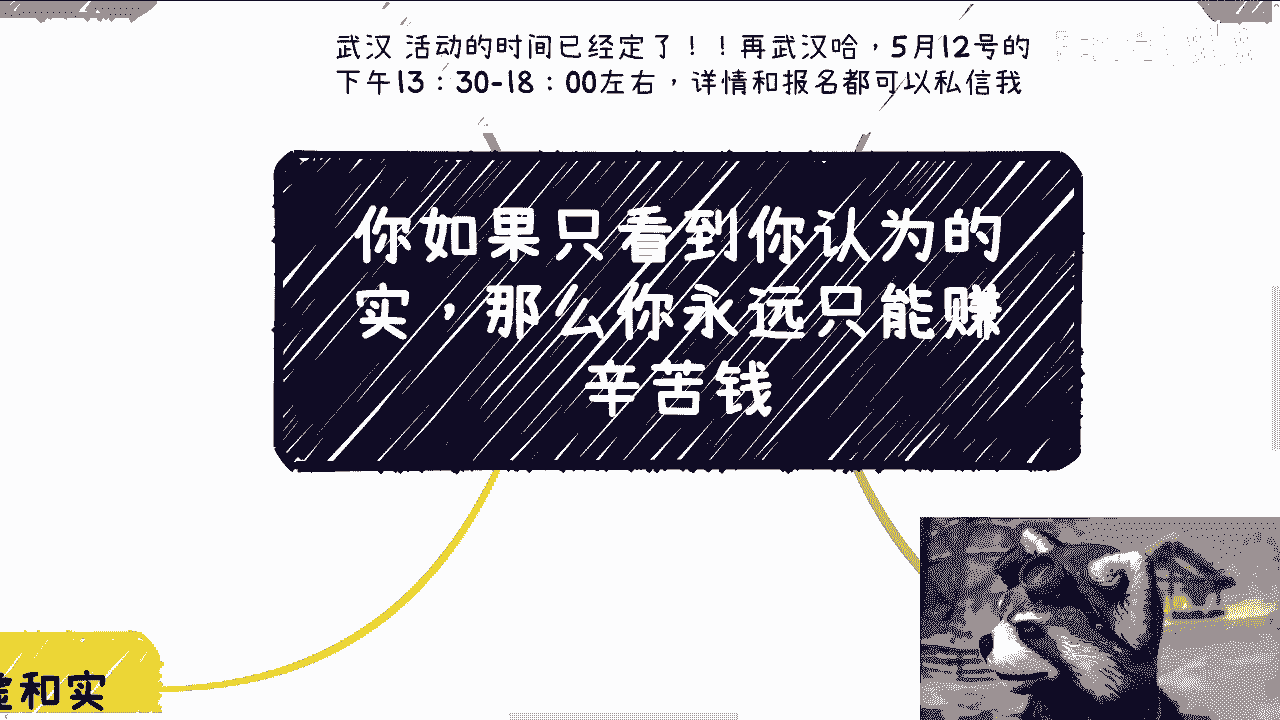 武汉 活动的时间已经定了！！再武汉哈，5月12号的
下午13：30-18：00左右，详情和报名都可以私信我
你如果只看到你认为的
实，那么你永远只能赚
辛苦钱
和实